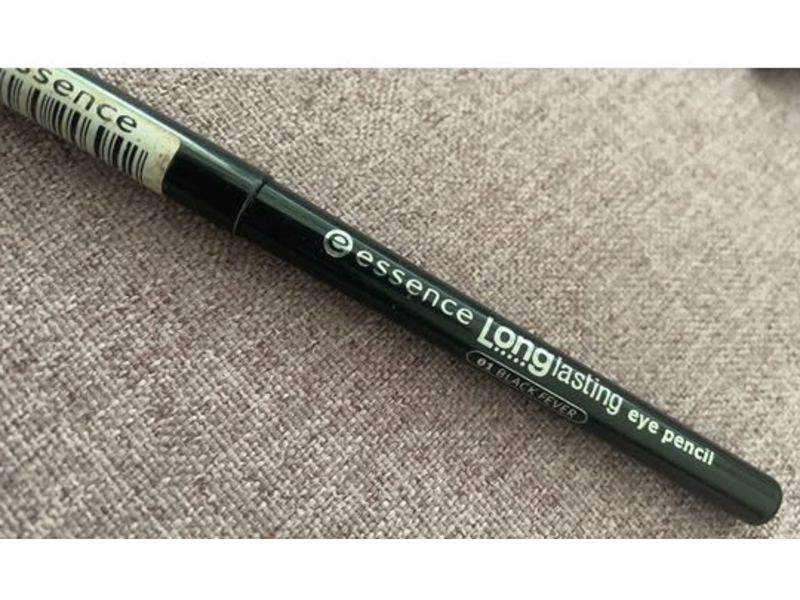 essence
essence Longlasting eye pencil
01 BLACK FEVER